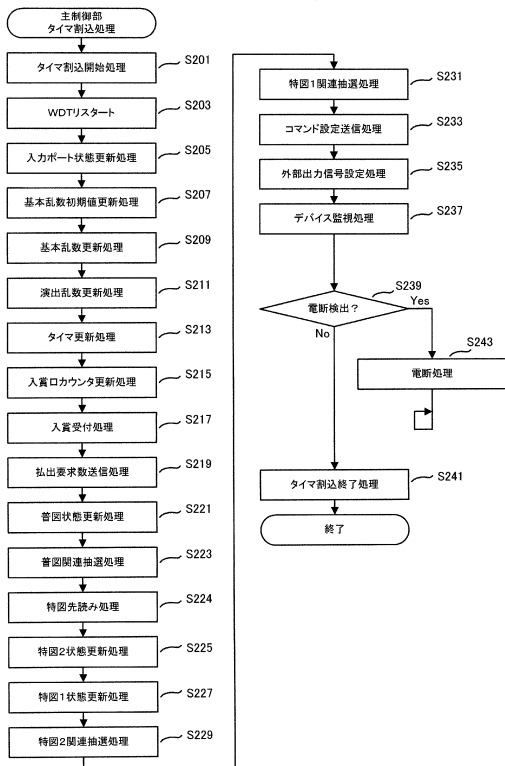 主制御部
タイマ割込処理
タイマ割込開始処理
S201
WDTリスタート
S203
入力ポート状態更新処理
S205
基本乱数初期値更新処理
S207
基本乱数更新処理
S209
演出乱数更新処理
S211
タイマ更新処理
S213
入賞口カウンタ更新処理
S215
入賞受付処理
S217
払出要求数送信処理
S219
普図状態更新処理
S221
普図関連抽選処理
S223
特図先読み処理
S224
特図2状態更新処理
S225
特図1状態更新処理
S227
特図2関連抽選処理
S229
特図1関連抽選処理
S231
コマンド設定送信処理
S233
外部出力信号設定処理
S235
デバイス監視処理
S237
電断検出?
S239
Yes
No
電断処理
S243
タイマ割込終了処理
S241
終了